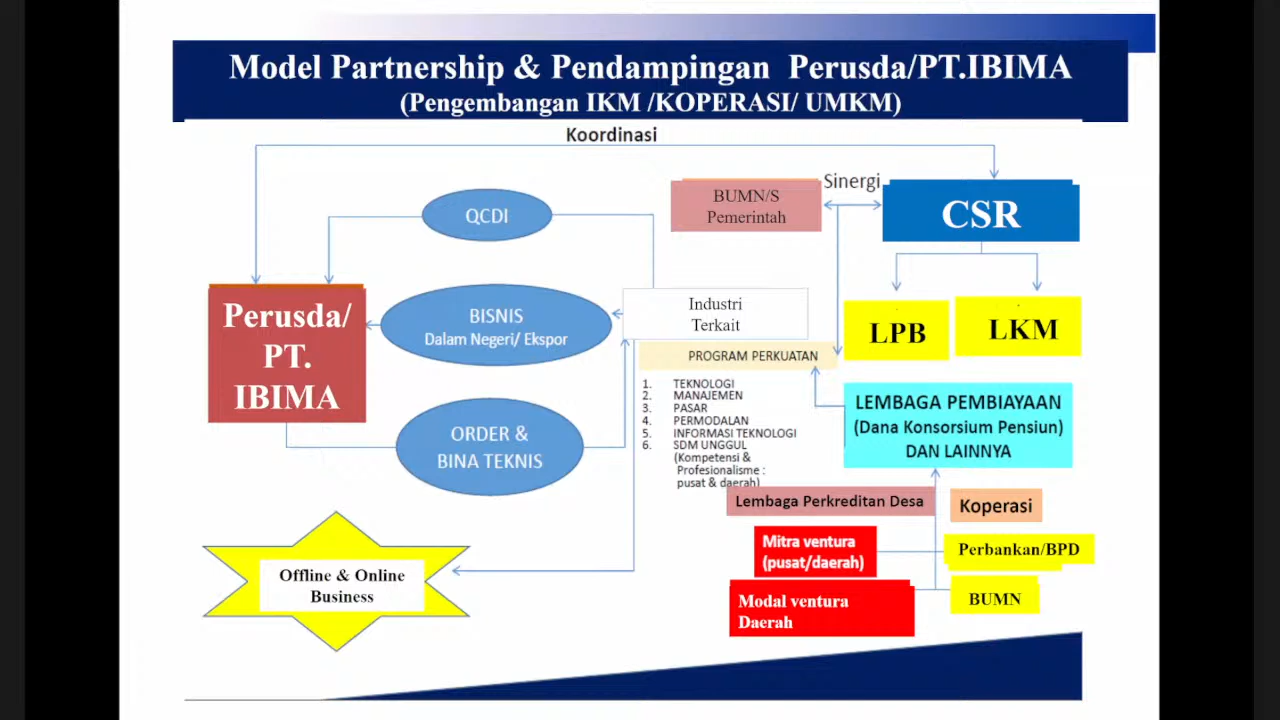 Model Partnership & Pendampingan Perusda/PT.IBIMA
(Pengembangan IKM /KOPERASI/ UMKM)
Koordinasi
QCDI
BUMN/S
Pemerintah
Sinergi
CSR
Perusda/
PT.
IBIMA
BISNIS
Dalam Negeri/ Ekspor
Industri
Terkait
LPB
LKM
PROGRAM PERKUATAN
1. TEKNOLOGI
2. MANAJEMEN
3. PASAR
4. PERMODALAN
5. INFORMASI TEKNOLOGI
6. SDM UNGGUL
(Kompetensi &
Profesionalisme :
pusat & daerah)
ORDER &
BINA TEKNIS
LEMBAGA PEMBIAYAAN
(Dana Konsorsium Pensiun)
DAN LAINNYA
Lembaga Perkreditan Desa
Koperasi
Mitra ventura
(pusat/daerah)
Perbankan/BPD
Modal ventura
Daerah
BUMN
Offline & Online
Business